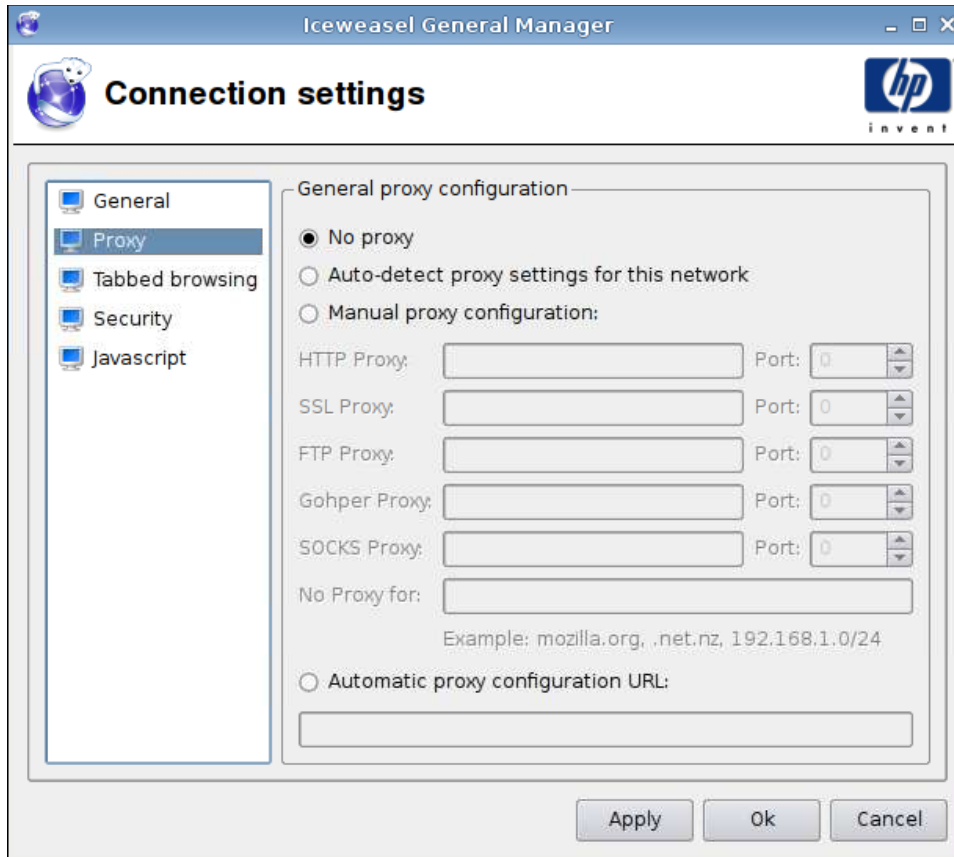 Iceweasel General Manager
Connection settings
hp
invent
General
Proxy
Tabbed browsing
Security
Javascript
General proxy configuration
No proxy
Auto-detect proxy settings for this network
Manual proxy configuration:
HTTP Proxy: Port: 0
SSL Proxy: Port: 0
FTP Proxy: Port: 0
Gohper Proxy: Port: 0
SOCKS Proxy: Port: 0
No Proxy for:
Example: mozilla.org, .net.nz, 192.168.1.0/24
Automatic proxy configuration URL:
Apply Ok Cancel